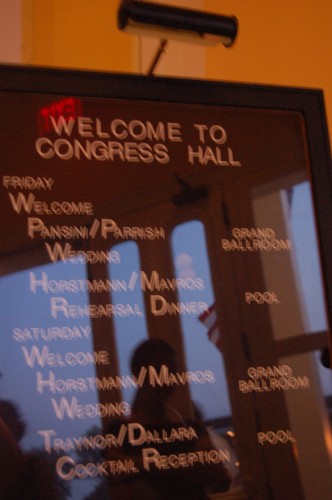 WELCOME TO
CONGRESS HALL
FRIDAY
WELCOME
PANSINI/PARRISH
WEDDING
GRAND
BALLROOM
HORSTMANN/MAVROS
REHEARSAL DINNER
POOL
SATURDAY
WELCOME
HORSTMANN/MAVROS
WEDDING
GRAND
BALLROOM
TRAYNOR/DALLARA
COCKTAIL RECEPTION
POOL